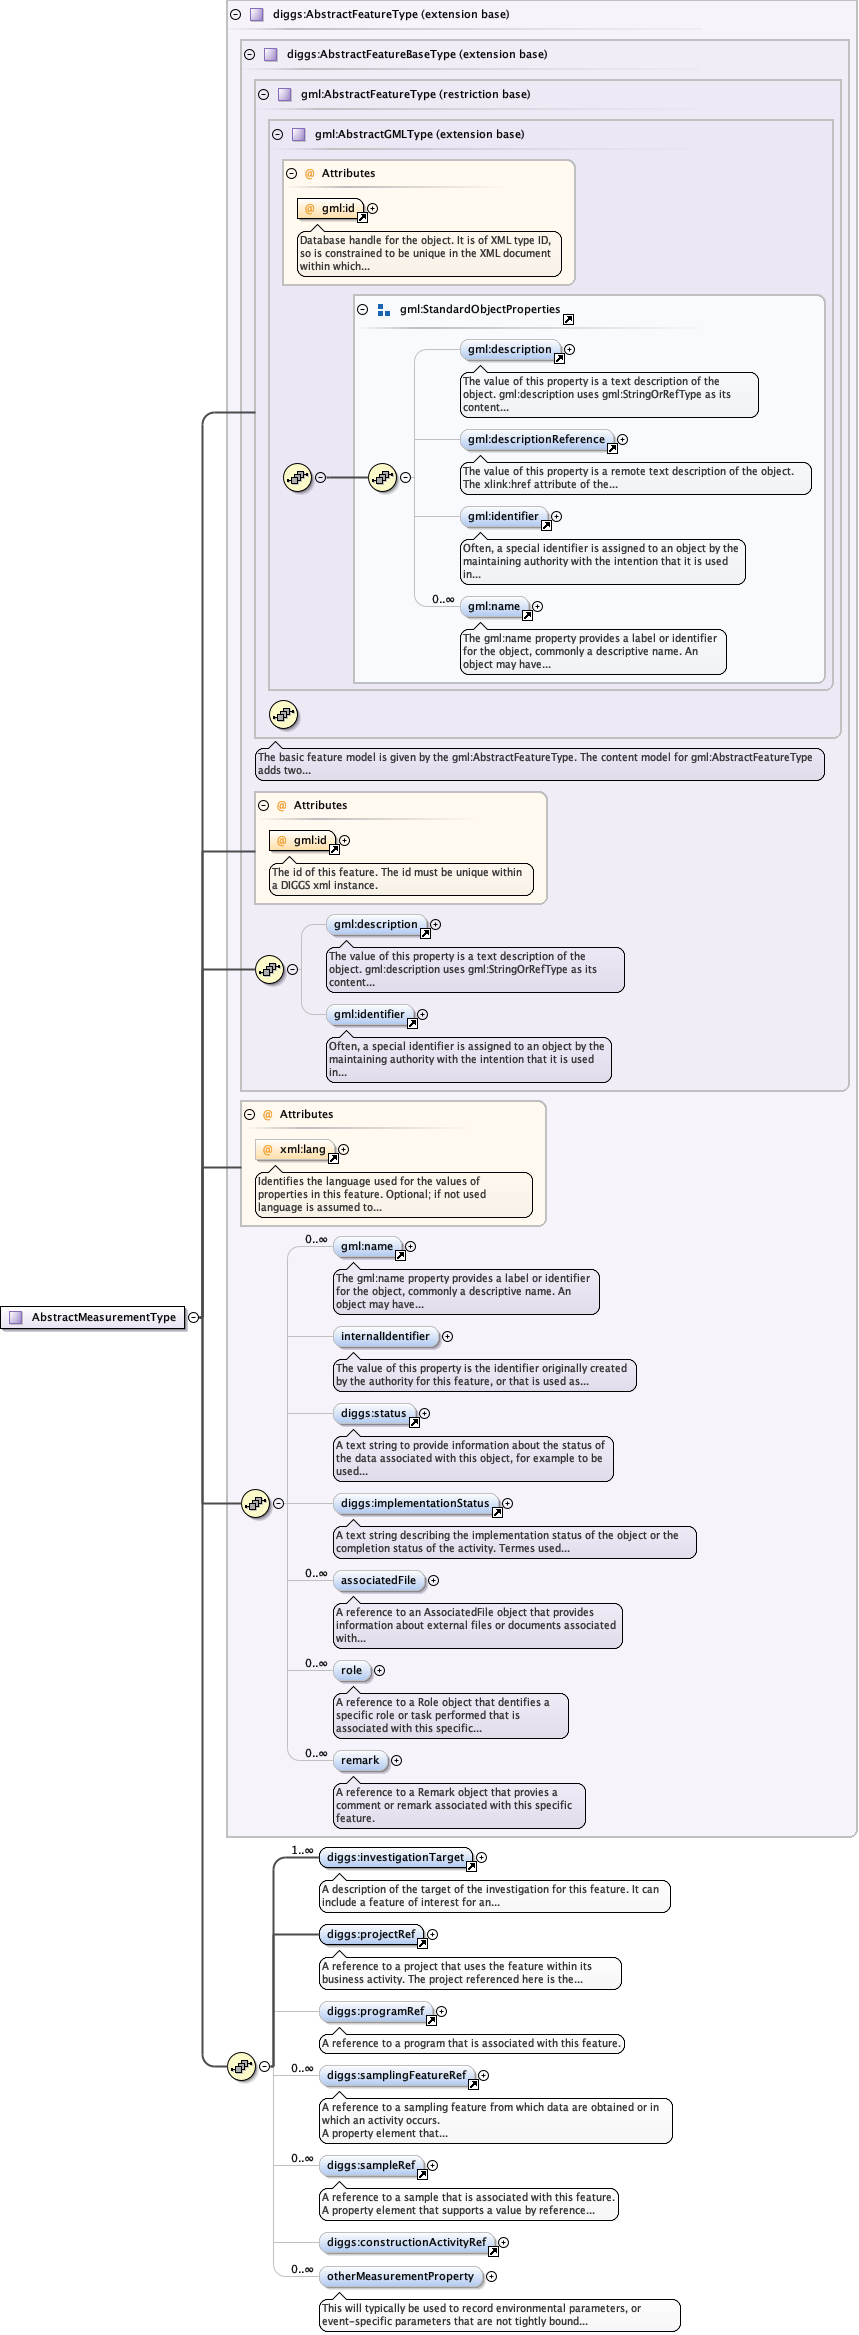 diggs:AbstractFeatureType (extension base)
diggs:AbstractFeatureBaseType (extension base)
gml:AbstractFeatureType (restriction base)
gml:AbstractGMLType (extension base)
@ Attributes
@ gml:id
Database handle for the object. It is of XML type ID,
so is constrained to be unique in the XML document
within which...
gml:StandardObjectProperties
gml:description
The value of this property is a text description of the
object. gml:description uses gml:StringOrRefType as its
content...
gml:descriptionReference
The value of this property is a remote text description of the object.
The xlink:href attribute of the...
gml:identifier
Often, a special identifier is assigned to an object by the
maintaining authority with the intention that it is used
in...
0..∞
gml:name
The gml:name property provides a label or identifier
for the object, commonly a descriptive name. An
object may have...
The basic feature model is given by the gml:AbstractFeatureType. The content model for gml:AbstractFeatureType
adds two...
@ Attributes
@ gml:id
The id of this feature. The id must be unique within
a DIGGS xml instance.
gml:description
The value of this property is a text description of the
object. gml:description uses gml:StringOrRefType as its
content...
gml:identifier
Often, a special identifier is assigned to an object by the
maintaining authority with the intention that it is used
in...
@ Attributes
@ xml:lang
Identifies the language used for the values of
properties in this feature. Optional; if not used
language is assumed to...
0..∞
gml:name
The gml:name property provides a label or identifier
for the object, commonly a descriptive name. An
object may have...
AbstractMeasurementType
internalIdentifier
The value of this property is the identifier originally created
by the authority for this feature, or that is used as...
diggs:status
A text string to provide information about the status of
the data associated with this object, for example to be
used...
diggs:implementationStatus
A text string describing the implementation status of the object or the
completion status of the activity. Termes used...
0..∞
associatedFile
A reference to an AssociatedFile object that provides
information about external files or documents associated
with...
0..∞
role
A reference to a Role object that dentifies a
specific role or task performed that is
associated with this specific...
0..∞
remark
A reference to a Remark object that provies a
comment or remark associated with this specific
feature.
1..∞
diggs:investigationTarget
A description of the target of the investigation for this feature. It can
include a feature of interest for an...
diggs:projectRef
A reference to a project that uses the feature within its
business activity. The project referenced here is the...
diggs:programRef
A reference to a program that is associated with this feature.
0..∞
diggs:samplingFeatureRef
A reference to a sampling feature from which data are obtained or in
which an activity occurs.
A property element that...
0..∞
diggs:sampleRef
A reference to a sample that is associated with this feature.
A property element that supports a value by reference...
diggs:constructionActivityRef
0..∞
otherMeasurementProperty
This will typically be used to record environmental parameters, or
event-specific parameters that are not tightly bound...